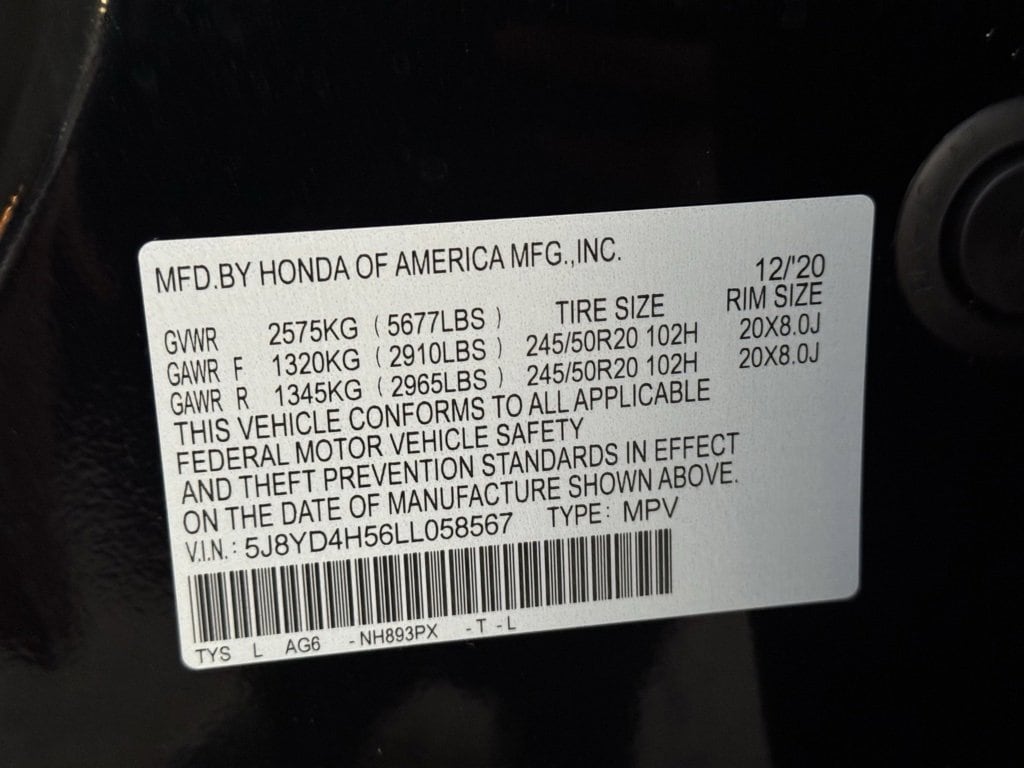 MFD.BY HONDA OF AMERICA MFG.,INC. 12/'20
TIRE SIZE RIM SIZE
GVWR 2575KG (5677LBS)
GAWR F 1320KG (2910LBS) 245/50R20 102H 20X8.0J
GAWR R 1345KG (2965LBS) 245/50R20 102H 20X8.0J
THIS VEHICLE CONFORMS TO ALL APPLICABLE
FEDERAL MOTOR VEHICLE SAFETY
AND THEFT PREVENTION STANDARDS IN EFFECT
ON THE DATE OF MANUFACTURE SHOWN ABOVE.
V.I.N.: 5J8YD4H56LL058567 TYPE: MPV
TYS L AG6 -NH893PX -T-L